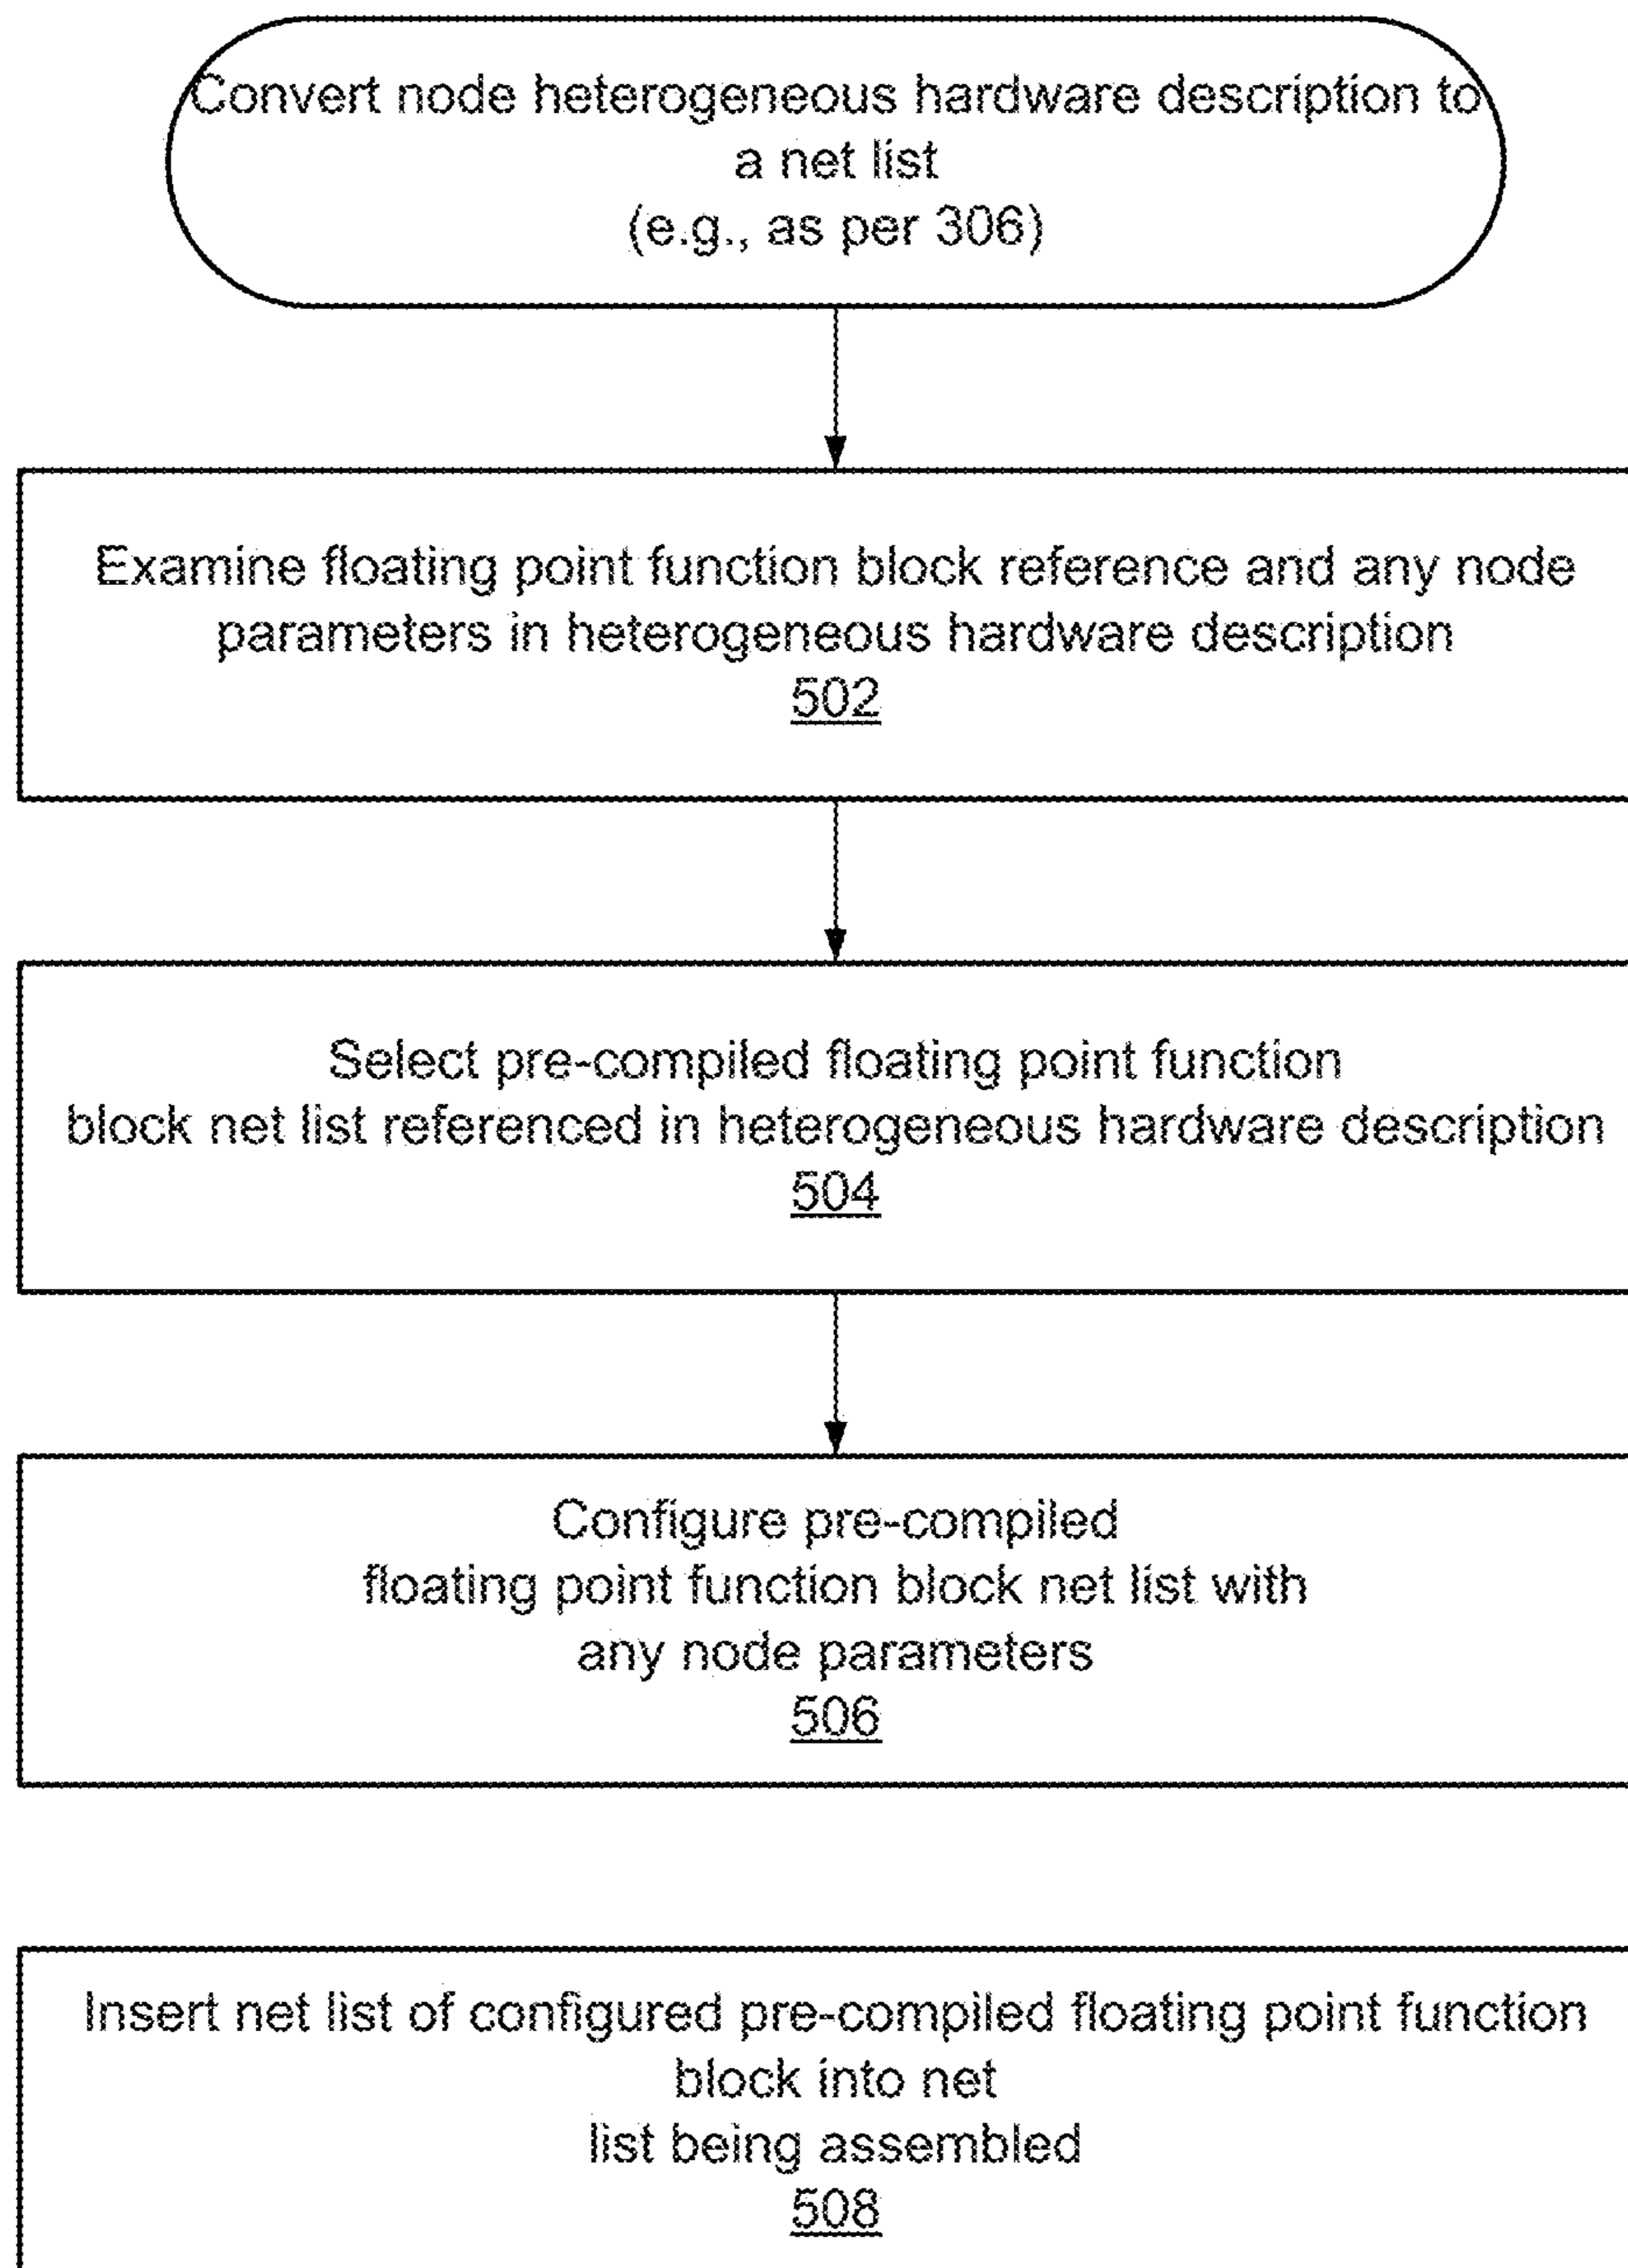 Convert node heterogeneous hardware description to
a net list
(e.g., as per 306)
Examine floating point function block reference and any node
parameters in heterogeneous hardware description
502
Select pre-compiled floating point function
block net list referenced in heterogeneous hardware description
504
Configure pre-compiled
floating point function block net list with
any node parameters
506
Insert net list of configured pre-compiled floating point function
block into net
list being assembled
508